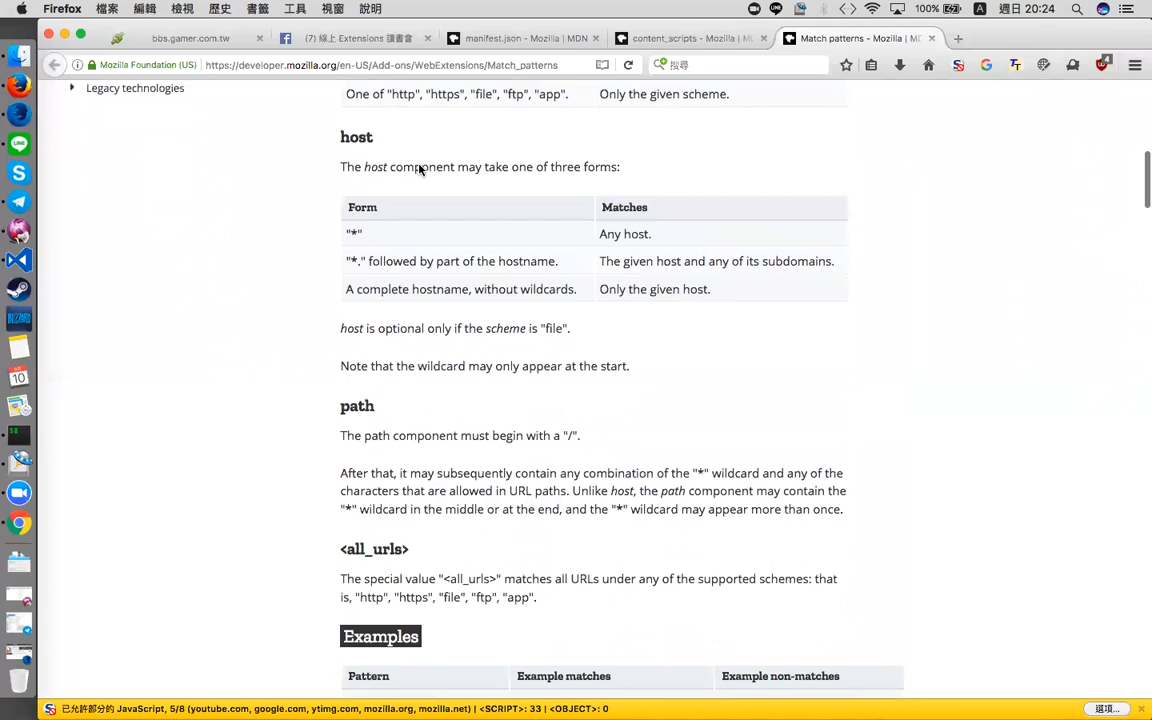 Firefox 檔案 編輯 檢視 歷史 書籤 工具 視窗 說明
100% A 週日 20:24
bbs.gamer.com.tw
(7) 線上 Extensions 讀書會
manifest.json - Mozilla | MDN
content_scripts - Mozilla | M
Match patterns - Mozilla | M
Mozilla Foundation (US) https://developer.mozilla.org/en-US/Add-ons/WebExtensions/Match_patterns
搜尋
Legacy technologies
One of "http", "https", "file", "ftp", "app". Only the given scheme.
host
The host component may take one of three forms:
Form Matches
"*" Any host.
"*." followed by part of the hostname. The given host and any of its subdomains.
A complete hostname, without wildcards. Only the given host.
host is optional only if the scheme is "file".
Note that the wildcard may only appear at the start.
path
The path component must begin with a "/".
After that, it may subsequently contain any combination of the "*" wildcard and any of the
characters that are allowed in URL paths. Unlike host, the path component may contain the
"*" wildcard in the middle or at the end, and the "*" wildcard may appear more than once.
<all_urls>
The special value "<all_urls>" matches all URLs under any of the supported schemes: that
is, "http", "https", "file", "ftp", "app".
Examples
Pattern Example matches Example non-matches
已允許部分的 JavaScript, 5/8 (youtube.com, google.com, ytimg.com, mozilla.org, mozilla.net) | <SCRIPT>: 33 | <OBJECT>: 0
選項...